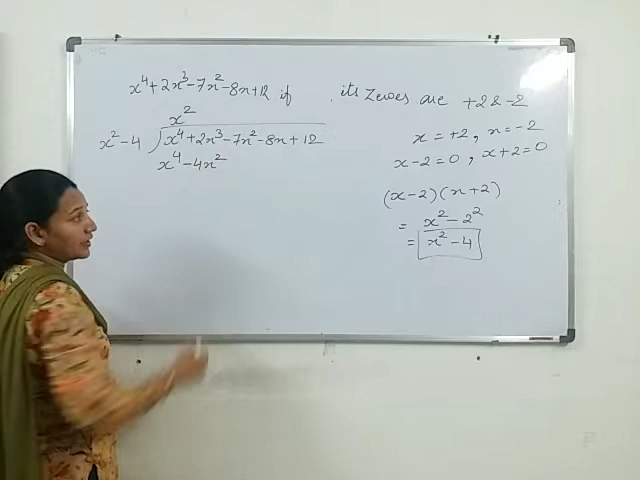 x⁴+2x³-7x²-8x+12 if its zeroes are +2 & -2
x²
x²-4 ) x⁴+2x³-7x²-8x+12
x⁴-4x²
x=+2, x=-2
x-2=0, x+2=0
(x-2)(x+2)
= x²-2²
= x²-4